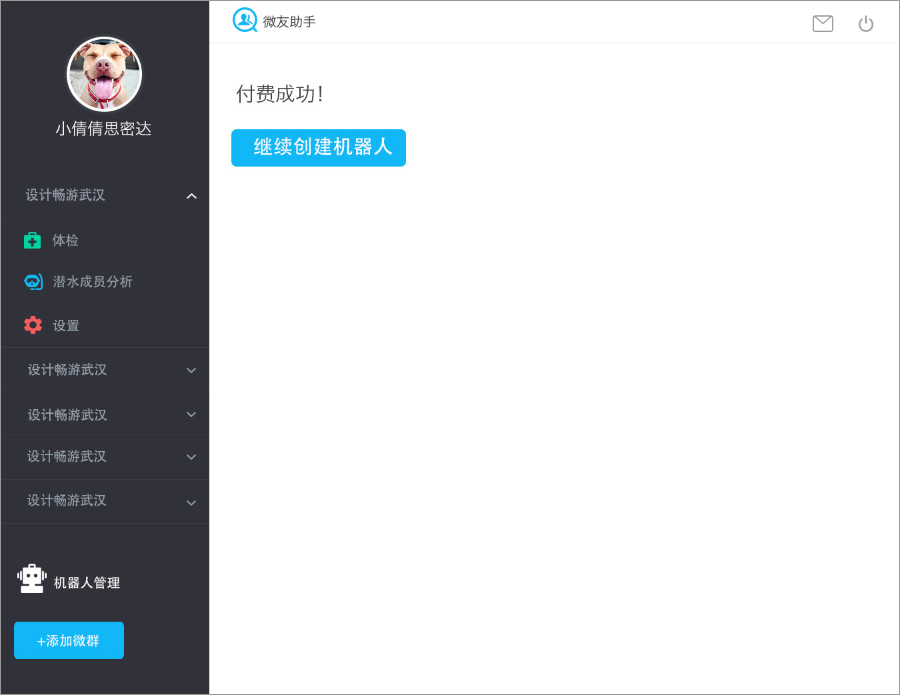 微友助手
小倩倩思密达
设计畅游武汉
体检
潜水成员分析
设置
设计畅游武汉
设计畅游武汉
设计畅游武汉
设计畅游武汉
机器人管理
+添加微群
付费成功！
继续创建机器人